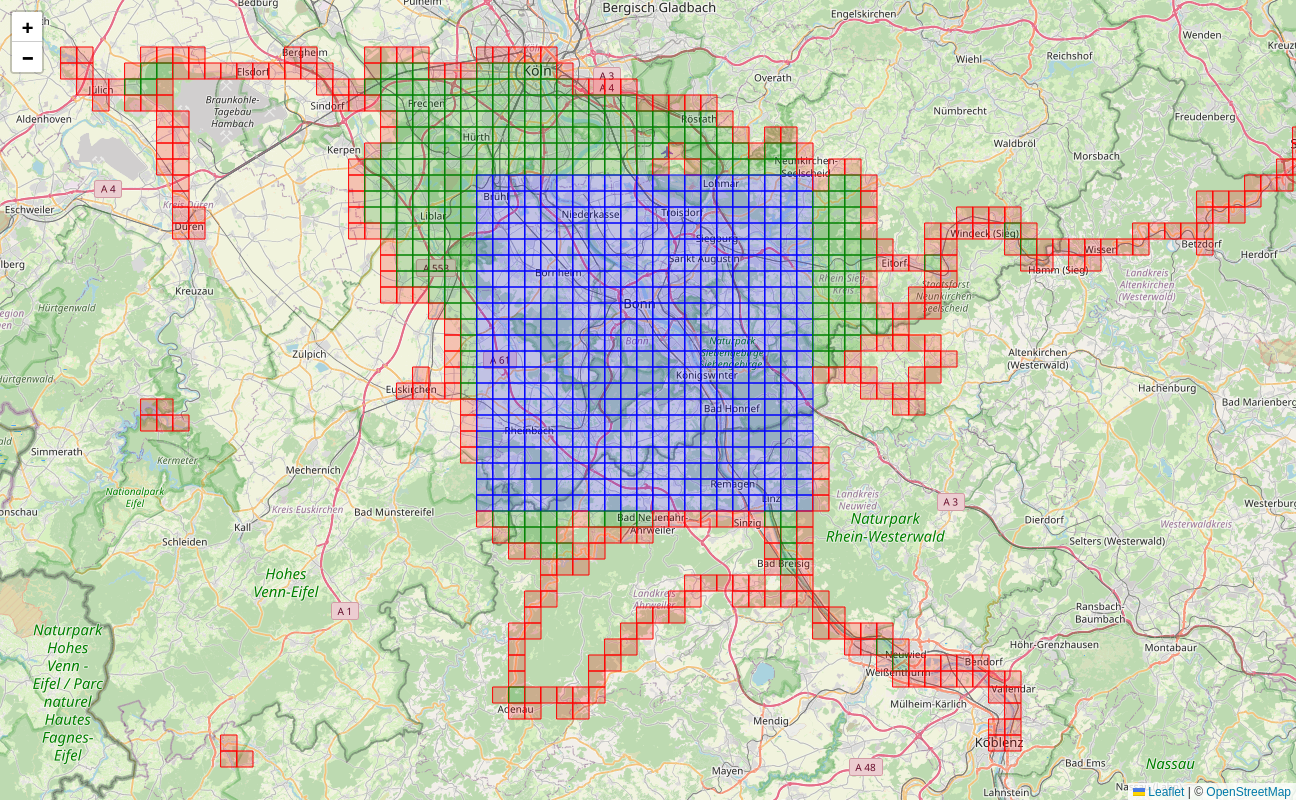 Bedburg
Pulheim
Bergisch Gladbach
Engelskirchen
Wenden
+
−
Bergheim
Köln
Köln
A 3
A 4
Overath
Wiehl
Reichshof
Elsdorf
Jülich
Sindorf
Frechen
Braunkohle-
Tagebau
Hambach
Aldenhoven
Rösrath
Nümbrecht
Freudenberg
Hürth
Kerpen
Waldbröl
Morsbach
Neunkirchen-
Seelscheid
A 4
Eschweiler
Kreis Düren
Düren
Brühl
Lohmar
Liblar
Niederkassel
Troisdorf
Windeck (Sieg)
Siegburg
Sankt Augustin
Wissen
Betzdorf
Herdorf
A 553
Bornheim
Eitorf
Hamm (Sieg)
Rhein-Sieg-
Kreis
Landkreis
Altenkirchen
(Westerwald)
Staatsforst
Neunkirchen
Seelscheid
Kreuzau
Hürtgenwald
Bonn
Bonn
Zülpich
A 61
Naturpark
Siebengebirge
Siebengebirge
Königswinter
Altenkirchen
(Westerwald)
Hürtgenwald
Euskirchen
Hachenburg
Bad Marienberg
Bad Honnef
Rheinbach
Simmerath
Kermeter
Mechernich
Nationalpark
Eifel
Kreis Euskirchen
Remagen
Linz
Landkreis
Neuwied
A 3
Westerburg
Bad Münstereifel
Kall
Bad Neuenahr-
Ahrweiler
Sinzig
Naturpark
Rhein-Westerwald
Dierdorf
Westerwaldkreis
Schleiden
Selters (Westerwald)
Bad Breisig
Hohes
Venn-Eifel
A 1
Landkreis
Ahrweiler
Ransbach-
Baumbach
Naturpark
Hohes
Venn -
Eifel / Parc
naturel
Hautes
Fagnes-
Eifel
Höhr-Grenzhausen
Montabaur
Neuwied
Weißenthurm
Bendorf
Vallendar
Mülheim-Kärlich
Adenau
Mendig
Koblenz
Mayen
A 48
Bad Ems
Nassau
Lahnstein
Leaflet | © OpenStreetMap